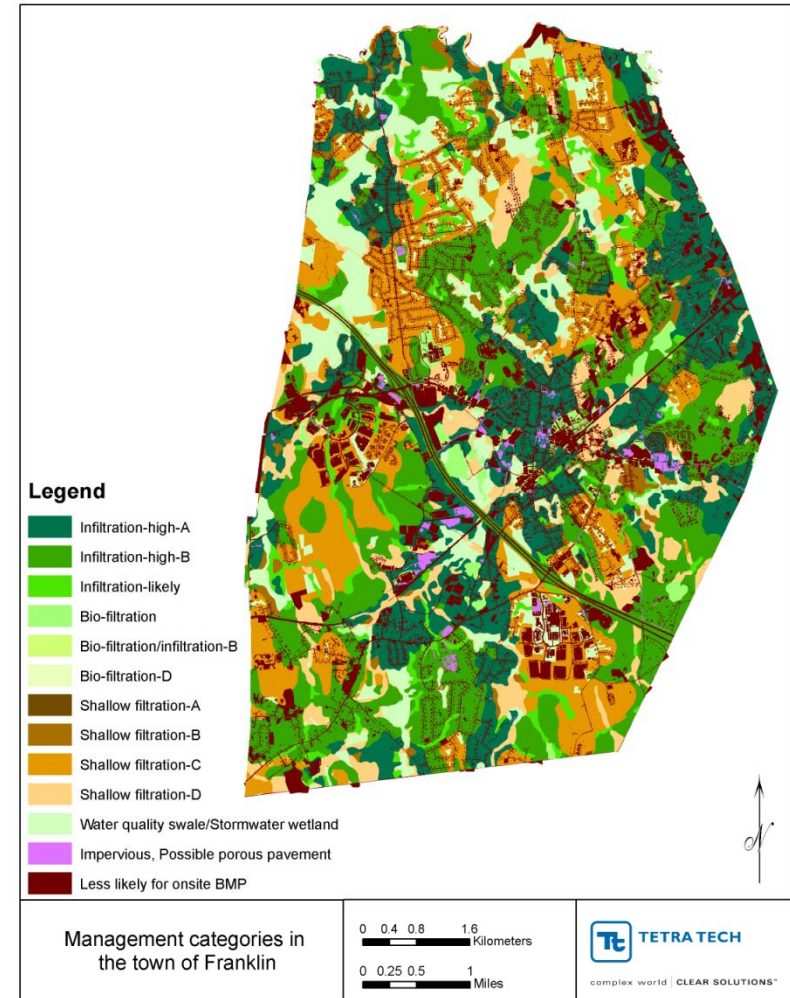 Legend
Infiltration-high-A
Infiltration-high-B
Infiltration-likely
Bio-filtration
Bio-filtration/infiltration-B
Bio-filtration-D
Shallow filtration-A
Shallow filtration-B
Shallow filtration-C
Shallow filtration-D
Water quality swale/Stormwater wetland
Impervious, Possible porous pavement
Less likely for onsite BMP
N
Management categories in
the town of Franklin
0 0.4 0.8 1.6
Kilometers
0 0.25 0.5 1
Miles
Tt TETRA TECH
complex world | CLEAR SOLUTIONS™